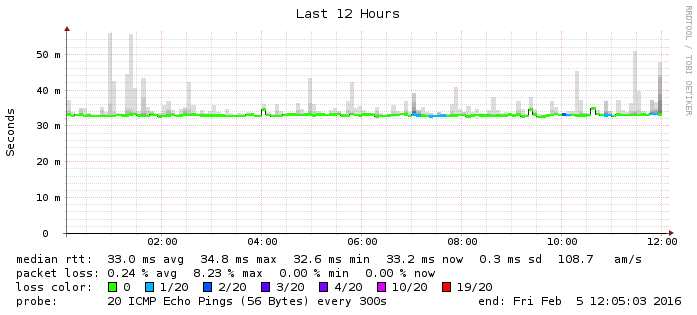 Last 12 Hours
RRDTOOL / TOBI OETIKER
Seconds
50 m
40 m
30 m
20 m
10 m
0
02:00 04:00 06:00 08:00 10:00 12:00
median rtt: 33.0 ms avg 34.8 ms max 32.6 ms min 33.2 ms now 0.3 ms sd 108.7 am/s
packet loss: 0.24 % avg 8.23 % max 0.00 % min 0.00 % now
loss color: 0 1/20 2/20 3/20 4/20 10/20 19/20
probe: 20 ICMP Echo Pings (56 Bytes) every 300s end: Fri Feb 5 12:05:03 2016